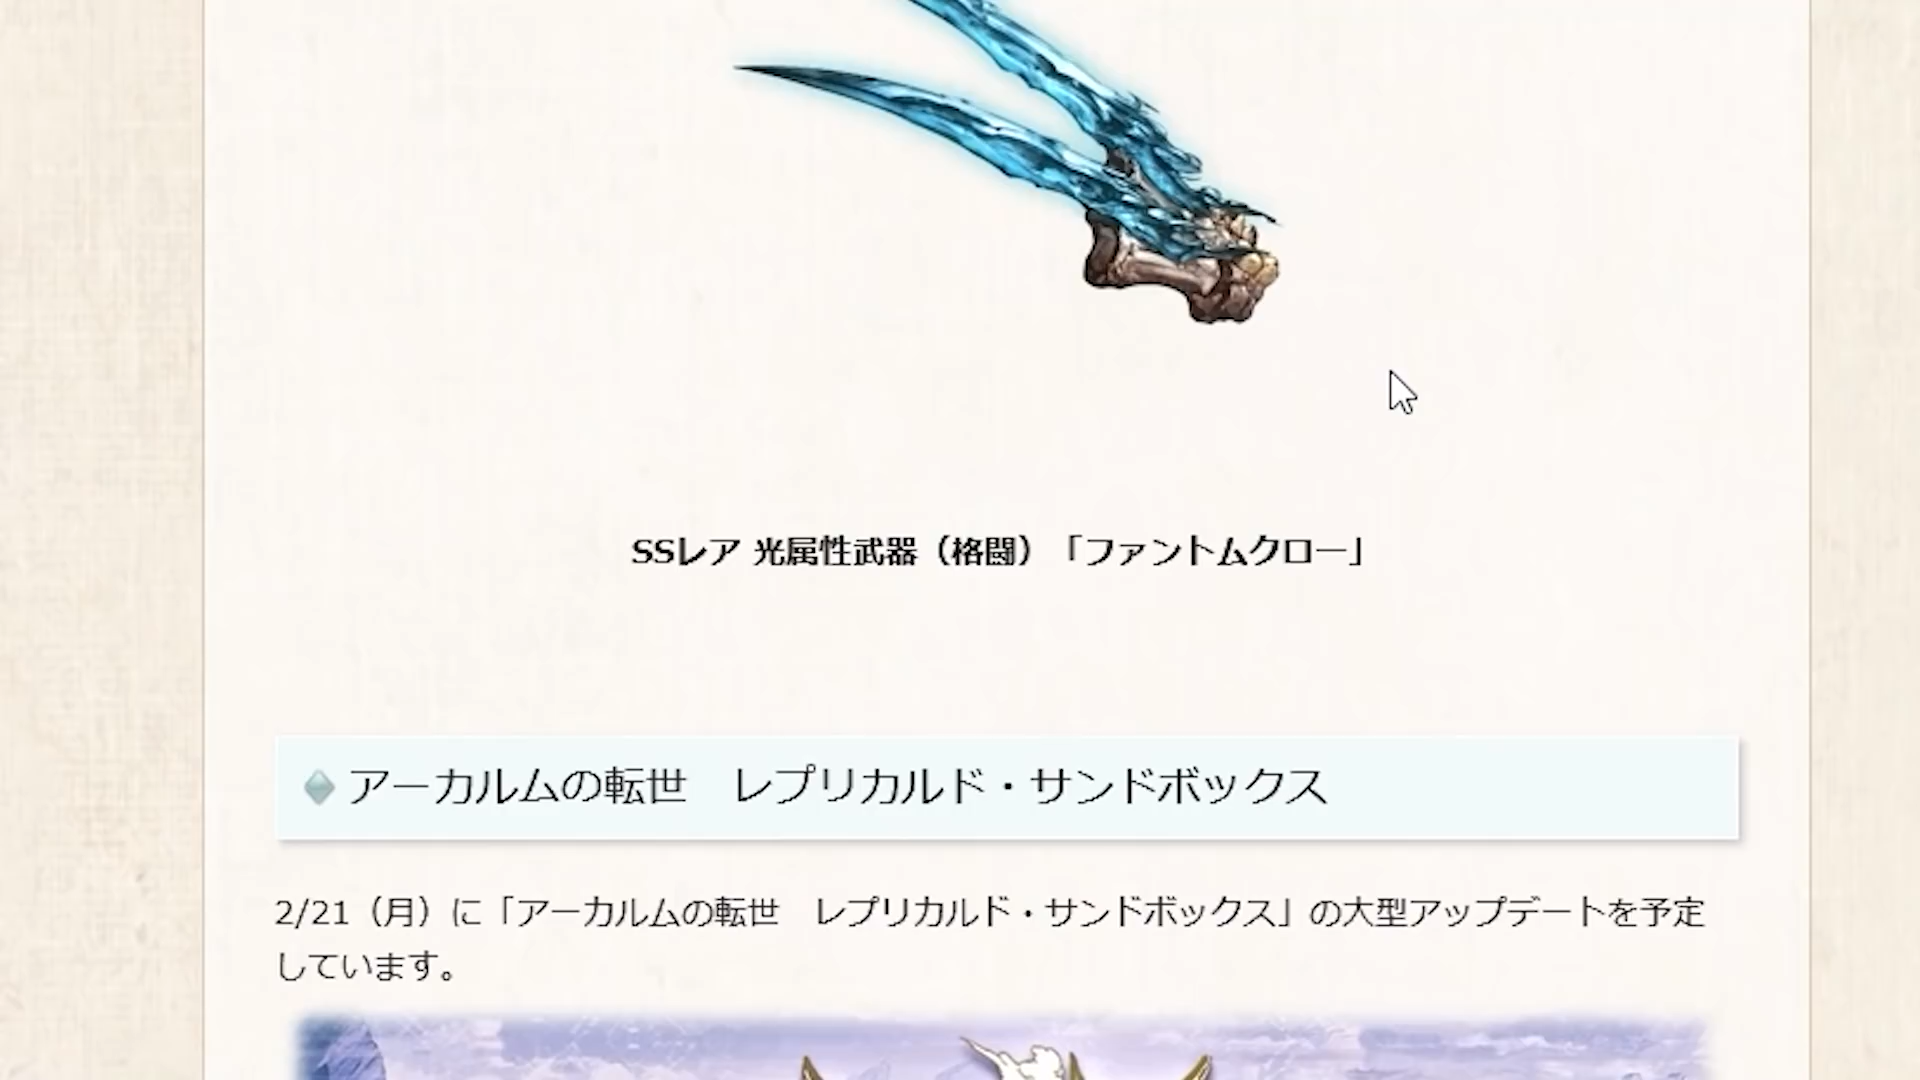 SSレア 光属性武器（格闘）「ファントムクロー」
アーカルムの転世　レプリカルド・サンドボックス
2/21（月）に「アーカルムの転世　レプリカルド・サンドボックス」の大型アップデートを予定
しています。